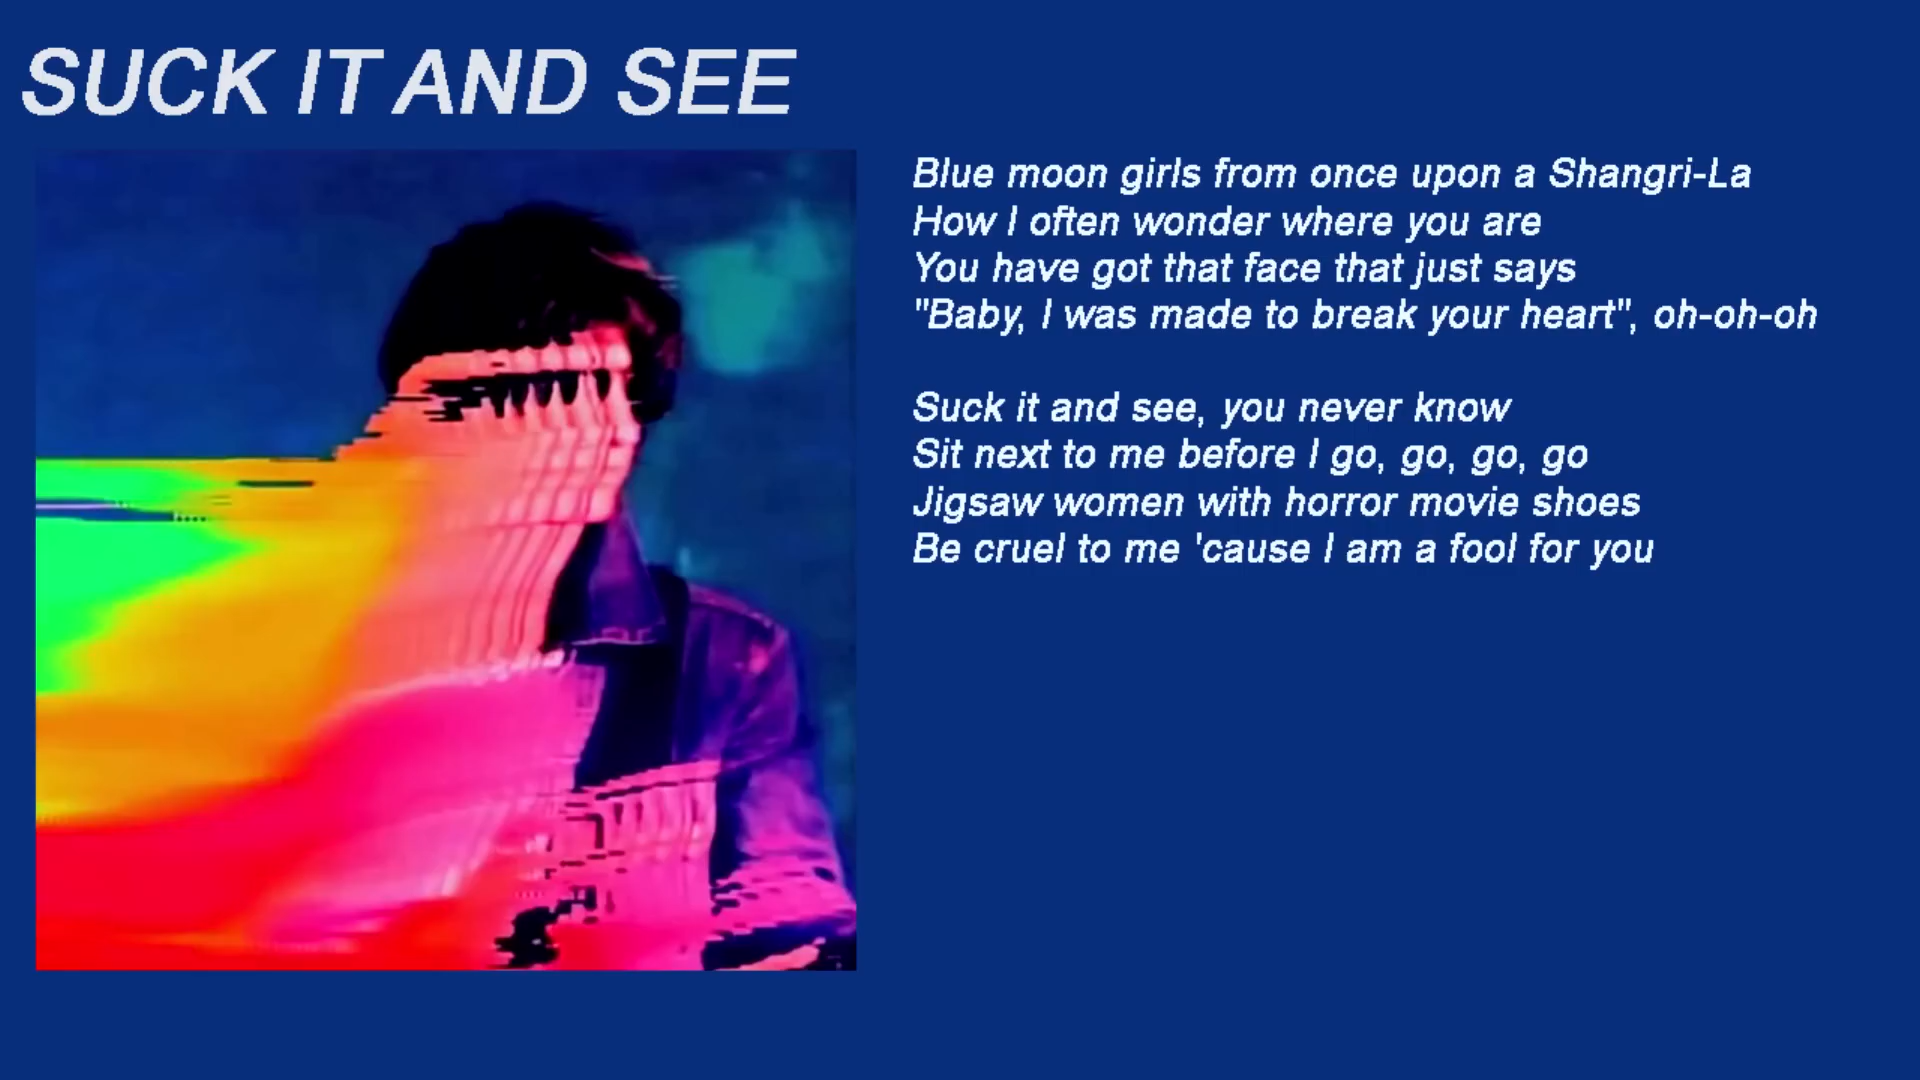 SUCK IT AND SEE
Blue moon girls from once upon a Shangri-La
How I often wonder where you are
You have got that face that just says
"Baby, I was made to break your heart", oh-oh-oh
Suck it and see, you never know
Sit next to me before I go, go, go, go
Jigsaw women with horror movie shoes
Be cruel to me 'cause I am a fool for you